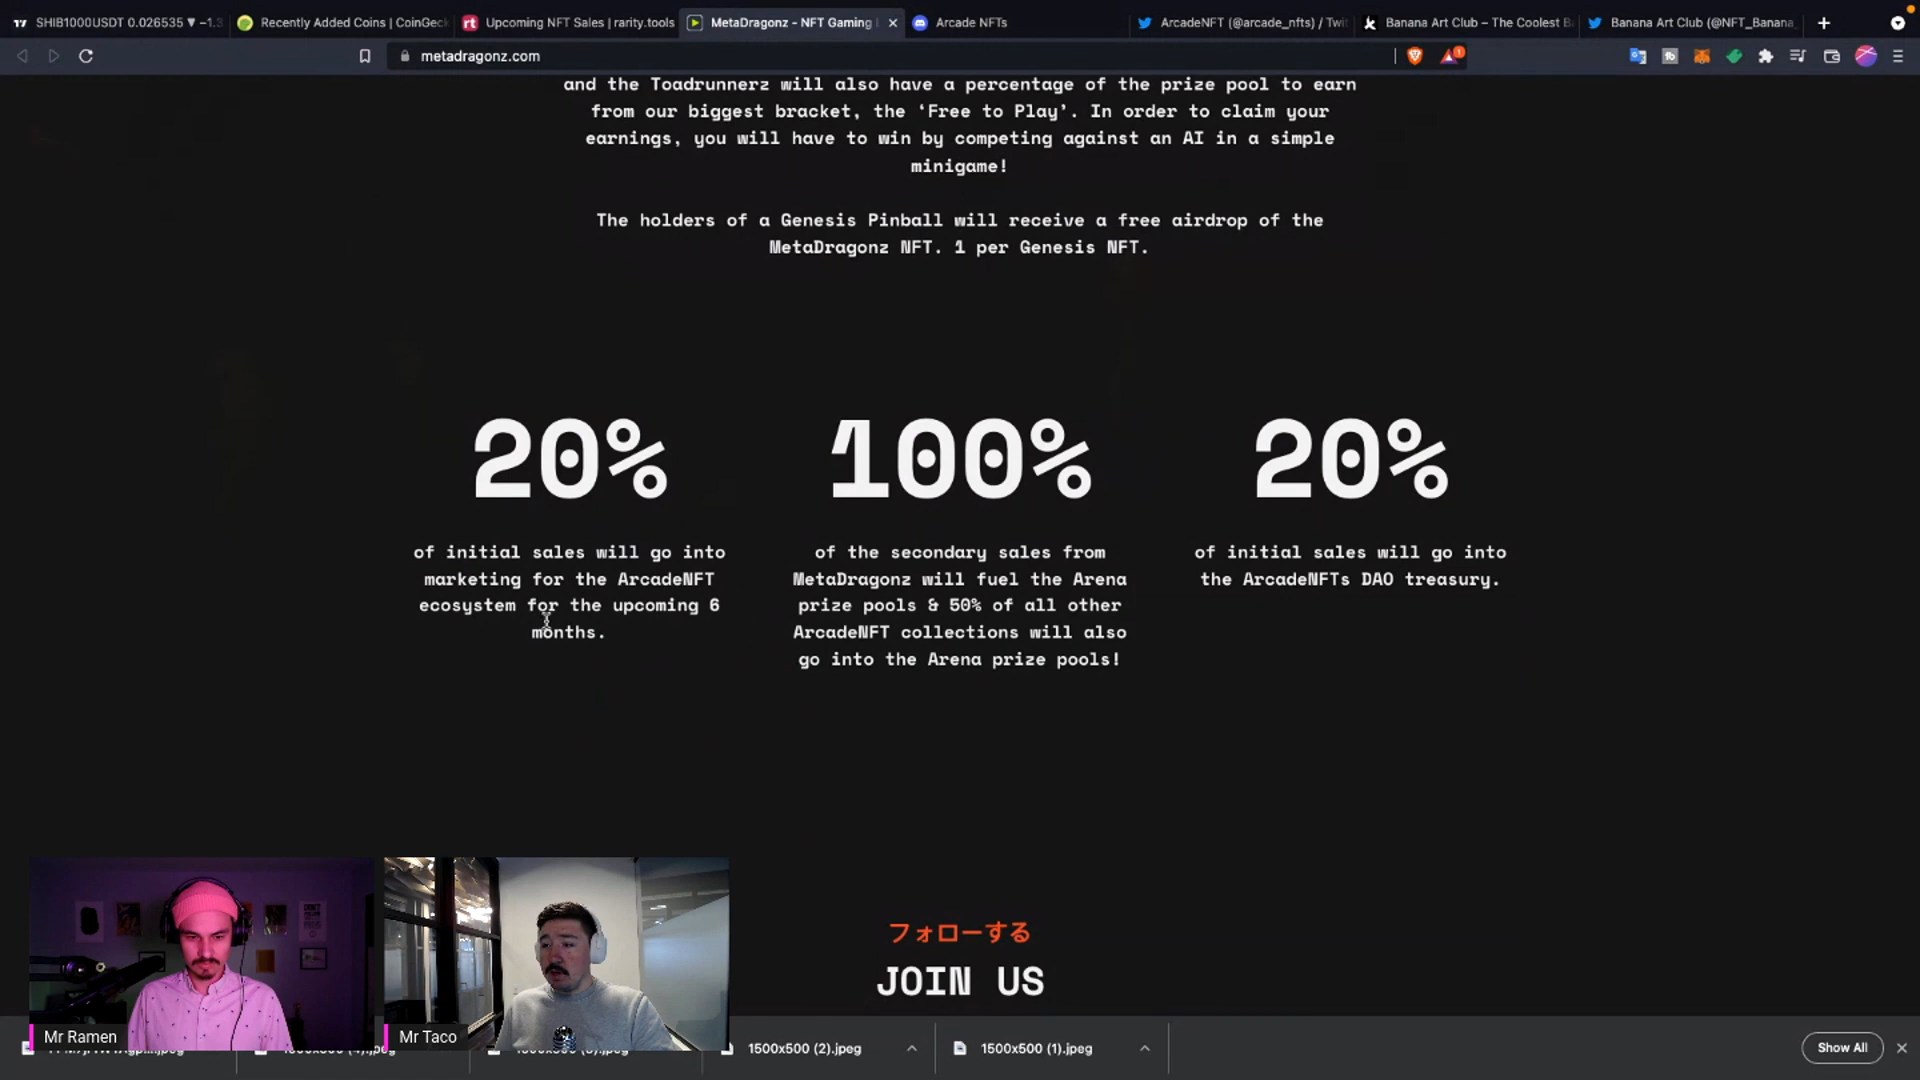 SHIB1000USDT 0.026535 ▼ −1.3
Recently Added Coins | CoinGec
Upcoming NFT Sales | rarity.tools
MetaDragonz - NFT Gaming
Arcade NFTs
ArcadeNFT (@arcade_nfts) / Twi
Banana Art Club – The Coolest B
Banana Art Club (@NFT_Banana_
metadragonz.com
and the Toadrunnerz will also have a percentage of the prize pool to earn
from our biggest bracket, the ‘Free to Play’. In order to claim your
earnings, you will have to win by competing against an AI in a simple
minigame!
The holders of a Genesis Pinball will receive a free airdrop of the
MetaDragonz NFT. 1 per Genesis NFT.
20%
of initial sales will go into
marketing for the ArcadeNFT
ecosystem for the upcoming 6
months.
100%
of the secondary sales from
MetaDragonz will fuel the Arena
prize pools & 50% of all other
ArcadeNFT collections will also
go into the Arena prize pools!
20%
of initial sales will go into
the ArcadeNFTs DAO treasury.
フォローする
JOIN US
Mr Ramen
Mr Taco
1500x500 (2).jpeg
1500x500 (1).jpeg
Show All